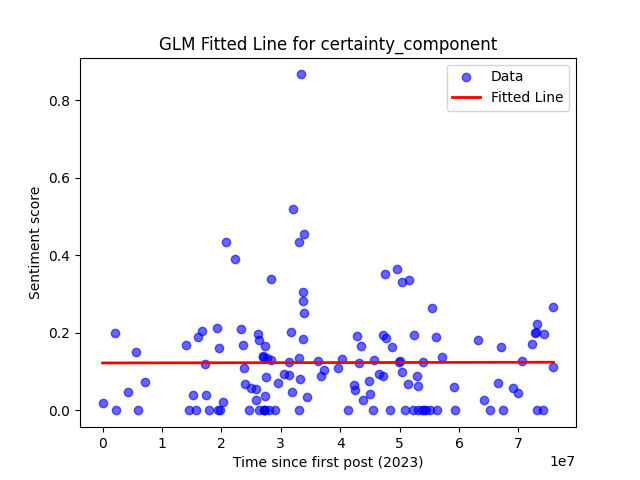 GLM Fitted Line for certainty_component
Data
Fitted Line
Sentiment score
0.8
0.6
0.4
0.2
0.0
0 1 2 3 4 5 6 7
1e7
Time since first post (2023)